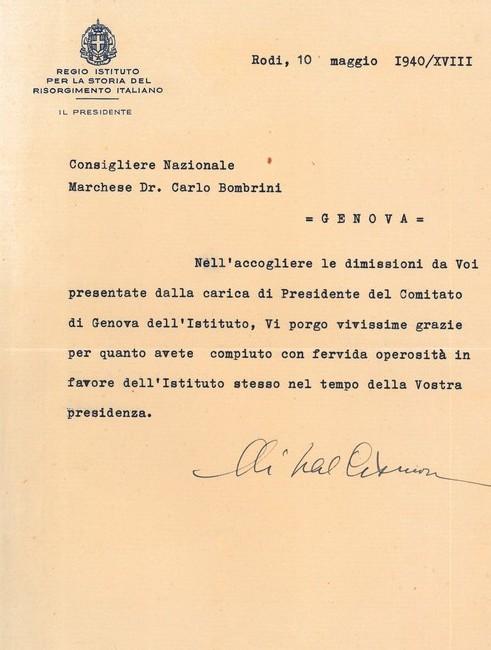 REGIO ISTITUTO
PER LA STORIA DEL
RISORGIMENTO ITALIANO
IL PRESIDENTE
Rodi, 10 maggio I940/XVIII
Consigliere Nazionale
Marchese Dr. Carlo Bombrini
= G E N O V A =
Nell'accogliere le dimissioni da Voi
presentate dalla carica di Presidente del Comitato
di Genova dell'Istituto, Vi porgo vivissime grazie
per quanto avete compiuto con fervida operosità in
favore dell'Istituto stesso nel tempo della Vostra
presidenza.